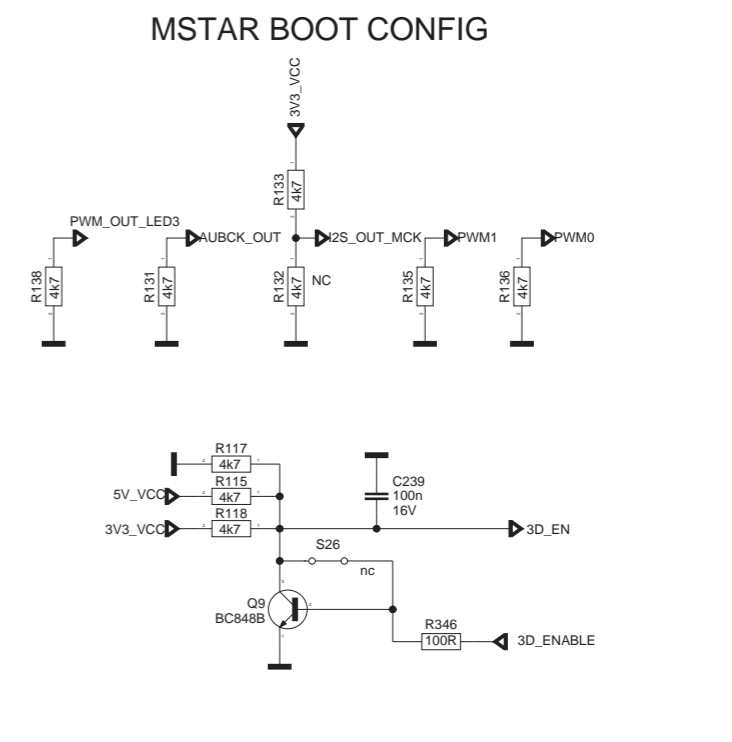 MSTAR BOOT CONFIG
3V3_VCC
R133
4k7
PWM_OUT_LED3
AUBCK_OUT
I2S_OUT_MCK
PWM1
PWM0
R138
4k7
R131
4k7
R132
4k7
NC
R135
4k7
R136
4k7
R117
4k7
5V_VCC
R115
4k7
3V3_VCC
R118
4k7
C239
100n
16V
3D_EN
S26
nc
Q9
BC848B
R346
100R
3D_ENABLE